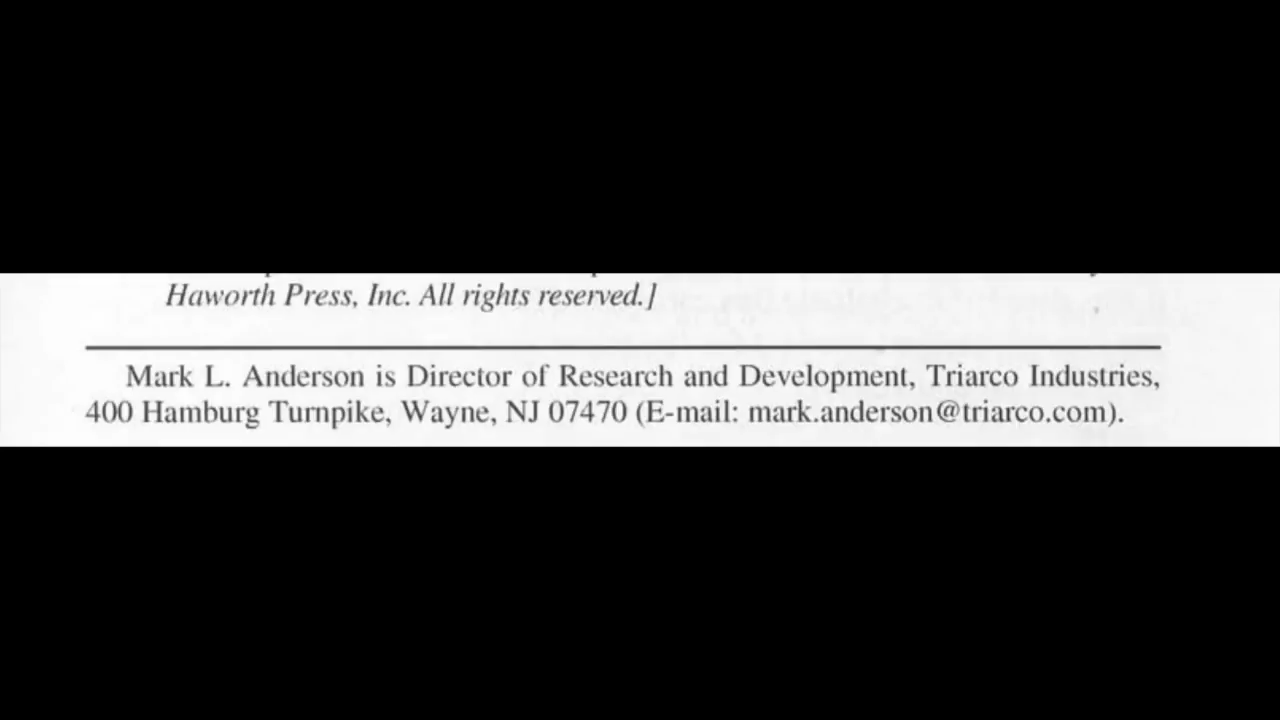 Haworth Press, Inc. All rights reserved.]
Mark L. Anderson is Director of Research and Development, Triarco Industries,
400 Hamburg Turnpike, Wayne, NJ 07470 (E-mail: mark.anderson@triarco.com).